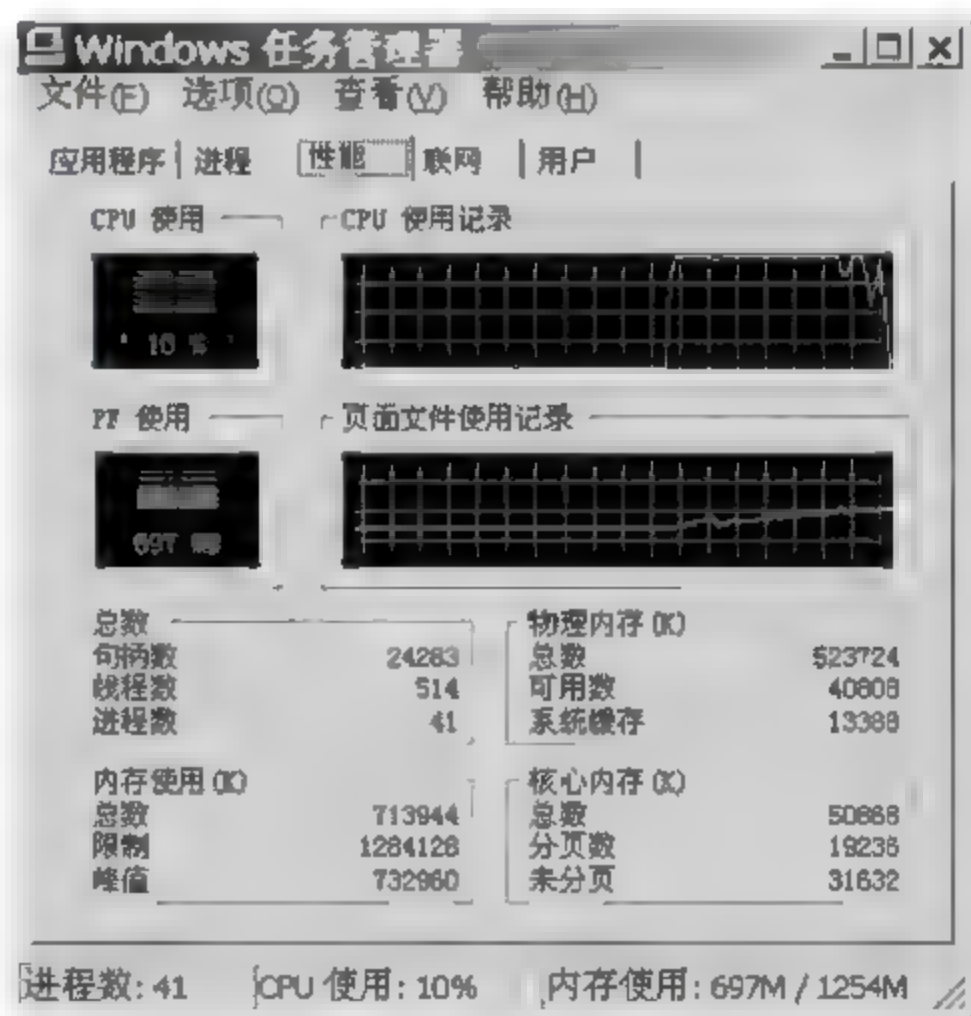 Windows 任务管理器
文件(F) 选项(O) 查看(V) 帮助(H)
应用程序 进程 性能 联网 用户
CPU 使用 CPU 使用记录
10 %
PF 使用 页面文件使用记录
697 MB
总数
句柄数 24283
线程数 514
进程数 41
物理内存(K)
总数 523724
可用数 40808
系统缓存 13388
内存使用(K)
总数 713944
限制 1284128
峰值 732960
核心内存(K)
总数 50868
分页数 19236
未分页 31632
进程数: 41 CPU 使用: 10% 内存使用: 697M / 1254M